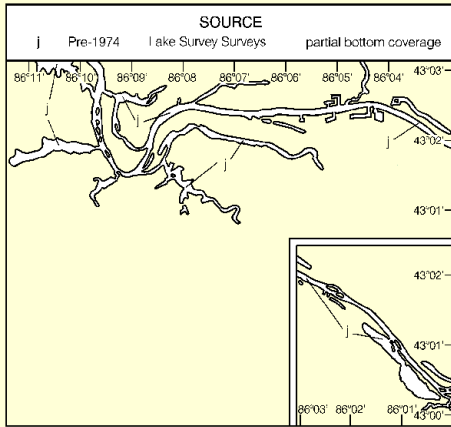 SOURCE
j Pre-1974 Lake Survey Surveys partial bottom coverage
86°11' 86°10' 86°09' 86°08' 86°07' 86°06' 86°05' 86°04' 43°03'
j j j
43°02'
j
43°01'
43°02'
j
43°01'
86°03' 86°02' 86°01' 43°00'